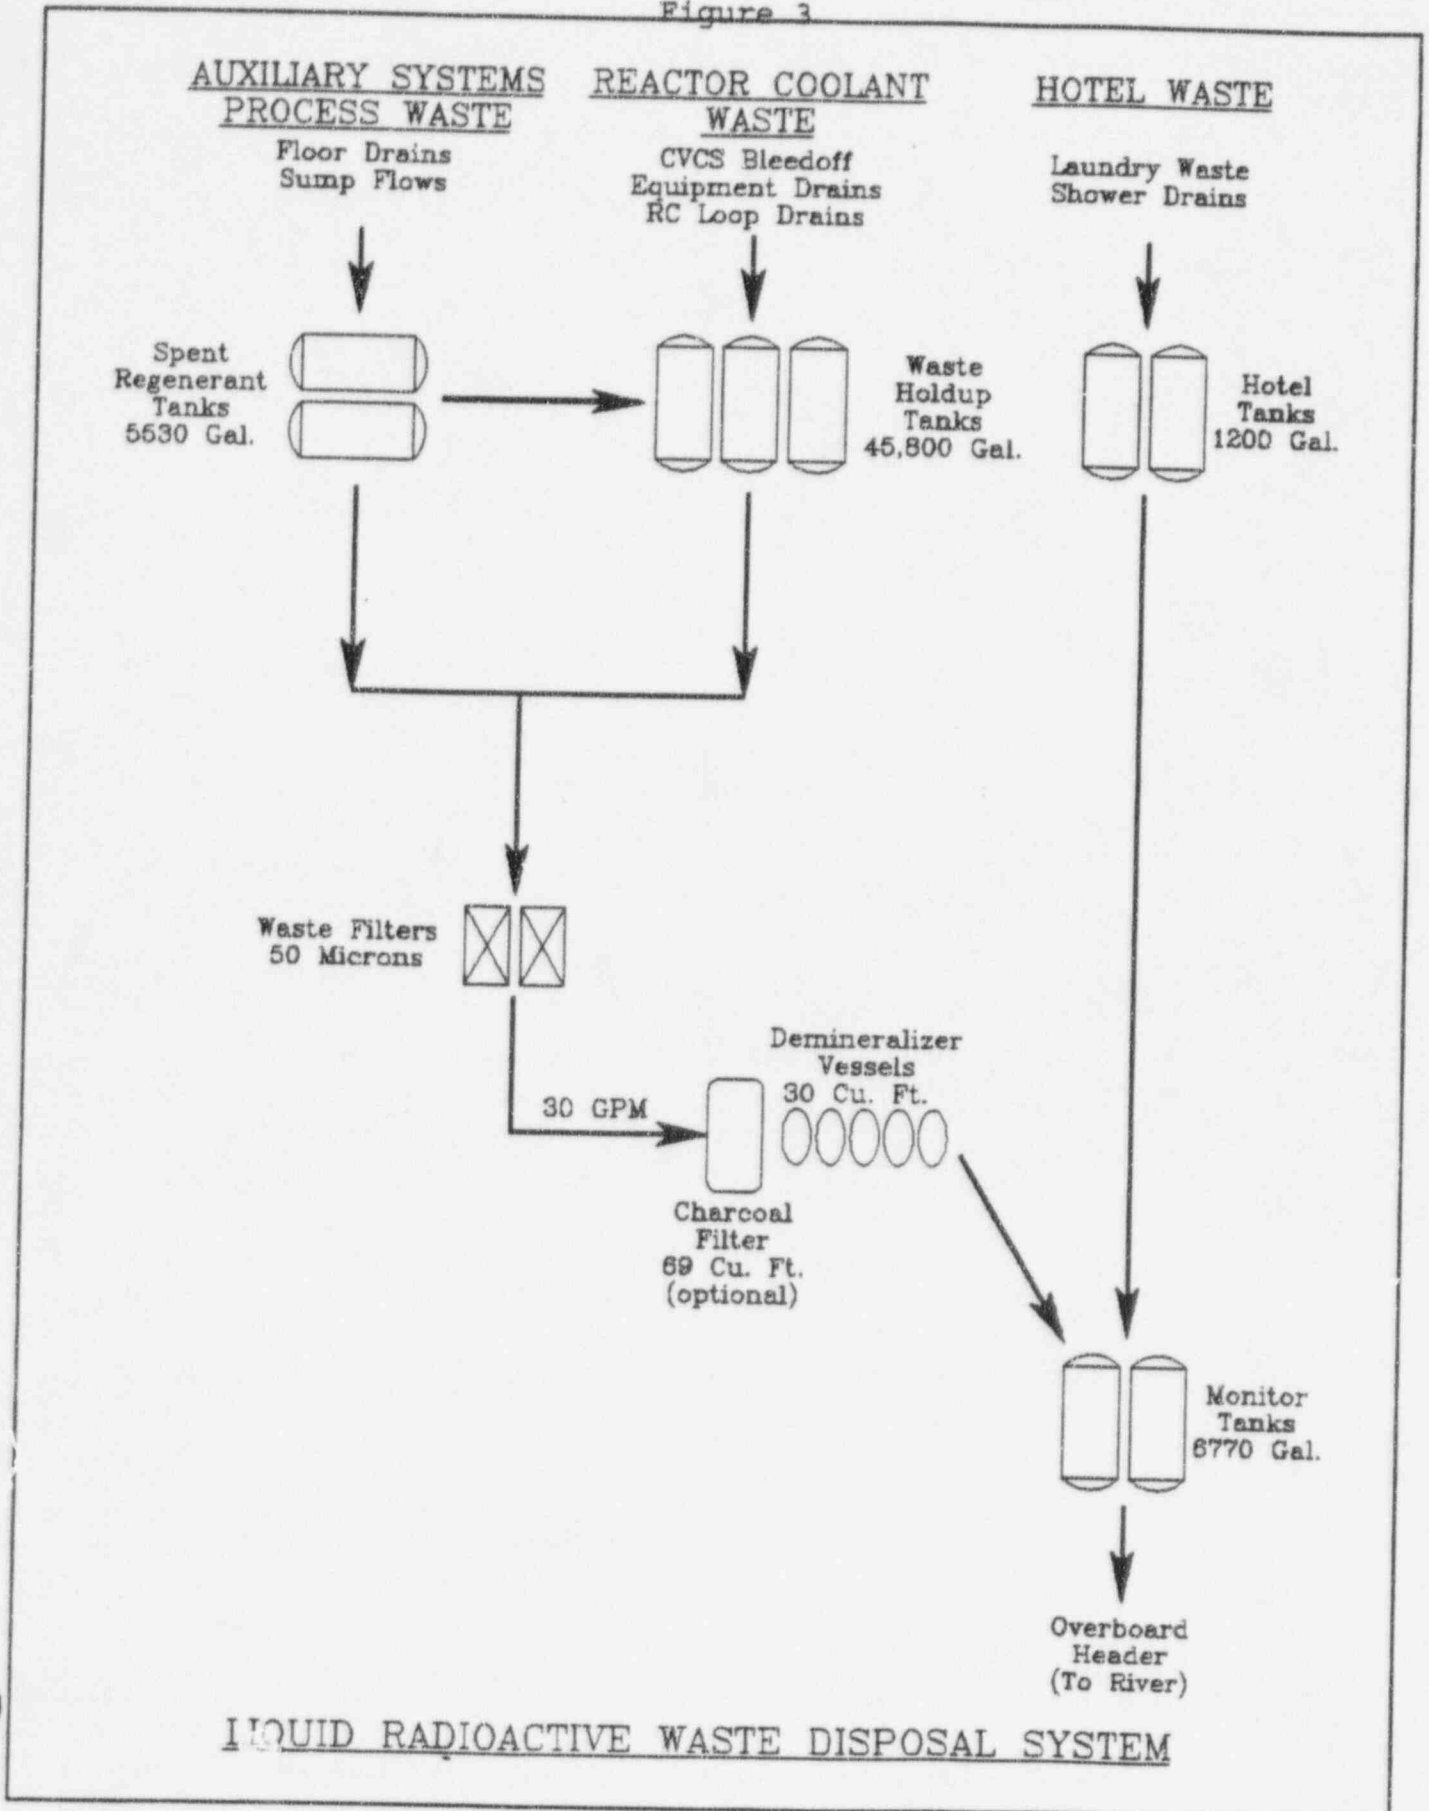 Figure 3
AUXILIARY SYSTEMS
PROCESS WASTE
Floor Drains
Sump Flows
REACTOR COOLANT
WASTE
CVCS Bleedoff
Equipment Drains
RC Loop Drains
HOTEL WASTE
Laundry Waste
Shower Drains
Spent
Regenerant
Tanks
5530 Gal.
Waste
Holdup
Tanks
45,800 Gal.
Hotel
Tanks
1200 Gal.
Waste Filters
50 Microns
30 GPM
Demineralizer
Vessels
30 Cu. Ft.
Charcoal
Filter
69 Cu. Ft.
(optional)
Monitor
Tanks
6770 Gal.
Overboard
Header
(To River)
LIQUID RADIOACTIVE WASTE DISPOSAL SYSTEM